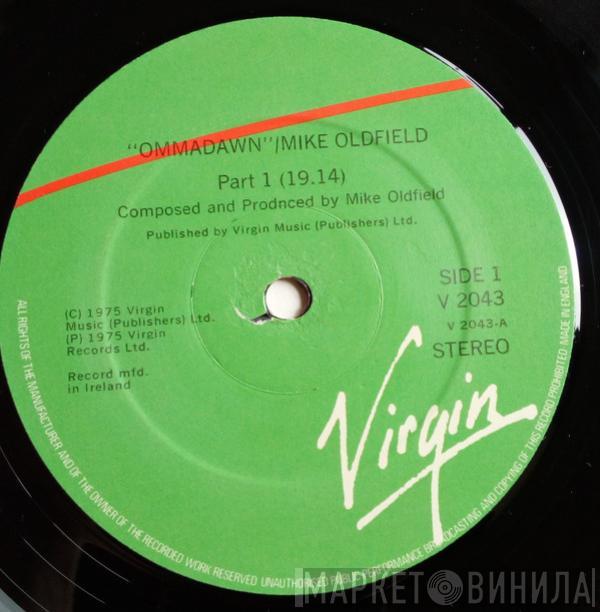 "OMMADAWN"/MIKE OLDFIELD
Part 1 (19.14)
Composed and Prodnced by Mike Oldfield
Published by Virgin Music (Publishers) Ltd.
SIDE 1
V 2043
V 2043-A
STEREO
(C) 1975 Virgin
Music (Publishers) Ltd.
(P) 1975 Virgin
Records Ltd.
Record mfd.
in Ireland
Virgin
ALL RIGHTS OF THE MANUFACTURER AND OF THE OWNER OF THE RECORDED WORK RESERVED UNAUTHORISED PUBLIC PERFORMANCE BROADCASTING AND COPYING OF THIS RECORD PROHIBITED. MADE IN ENGLAND
МАРКЕТ ВИНИЛА